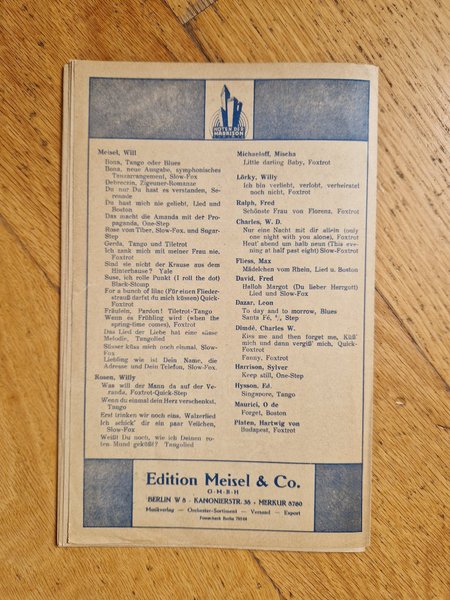 NOTEN DER
HARRISON
Meisel, Will
Bona, Tango oder Blues
Bona, neue Ausgabe, symphonisches
Tanzarrangement, Slow-Fox
Debreczin, Zigeuner-Romanze
Du nur Du hast es verstanden, Se-
renade
Du hast mich nie geliebt, Lied und
Boston
Das macht die Amanda mit der Pro-
paganda, One-Step
Rose vom Tiber, Slow-Fox, und Sugar-
Step
Gerda, Tango und Tiletrot
Ich zank mich mit meiner Frau nie,
Foxtrot
Sind sie nicht der Krause aus dem
Hinterhause? Yale
Suse, ich rolle Punkt (I roll the dot)
Black-Stomp
For a bunch of lilac (Für einen Flieder-
strauß darfst du mich küssen) Quick-
Foxtrot
Fräulein, Pardon! Tiletrot-Tango
Wenn es Frühling wird (when the
spring-time comes), Foxtrot
Das Lied der Liebe hat eine süsse
Melodie, Tangolied
Süsser küss mich noch einmal, Slow-
Fox
Liebling wie ist Dein Name, die
Adresse und Dein Telefon, Slow-Fox.
Rosen, Willy
Was will der Mann da auf der Ve-
randa, Foxtrot-Quick-Step
Wenn du einmal dein Herz verschenkst,
Tango
Erst trinken wir noch eins, Walzerlied
Ich schick' dir ein paar Veilchen,
Slow-Fox
Weißt Du noch, wie ich Deinen ro-
ten Mund geküßt? Tangolied
Michaeloff, Mischa
Little darling Baby, Foxtrot
Lörky, Willy
Ich bin verliebt, verlobt, verheiratet
noch nicht, Foxtrot
Ralph, Fred
Schönste Frau von Florenz, Foxtrot
Charles, W. D.
Nur eine Nacht mit dir allein (only
one night with you alone), Foxtrot
Heut' abend um halb neun (This eve-
ning at half past eight) Slow-Foxtrot
Fliess, Max
Mädelchen vom Rhein, Lied u. Boston
David, Fred
Halloh Margot (Du lieber Herrgott)
Lied und Slow-Fox
Dazar, Leon
To day and to morrow, Blues
Santa Fé, Step
Dimdé, Charles W.
Kiss me and then forget me, Küß'
mich und dann vergiß' mich, Quick-
Foxtrot
Fanny, Foxtrot
Harrison, Sylver
Keep still, One-Step
Hysson, Ed.
Singapore, Tango
Maurici, O de
Forget, Boston
Platen, Hartwig von
Budapest, Foxtrot
Edition Meisel & Co.
G·M·B·H
BERLIN W 8 · KANONIERSTR. 38 · MERKUR 8760
Musikverlag — Orchester-Sortiment — Versand — Export